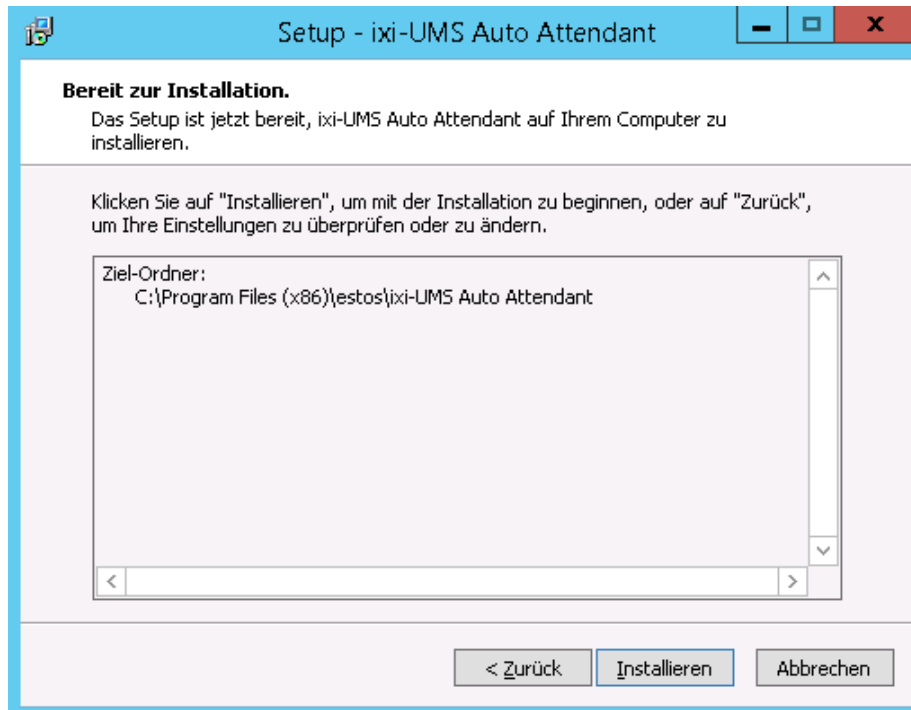 Setup - ixi-UMS Auto Attendant
Bereit zur Installation.
Das Setup ist jetzt bereit, ixi-UMS Auto Attendant auf Ihrem Computer zu
installieren.
Klicken Sie auf "Installieren", um mit der Installation zu beginnen, oder auf "Zurück",
um Ihre Einstellungen zu überprüfen oder zu ändern.
Ziel-Ordner:
C:\Program Files (x86)\estos\ixi-UMS Auto Attendant
< Zurück
Installieren
Abbrechen